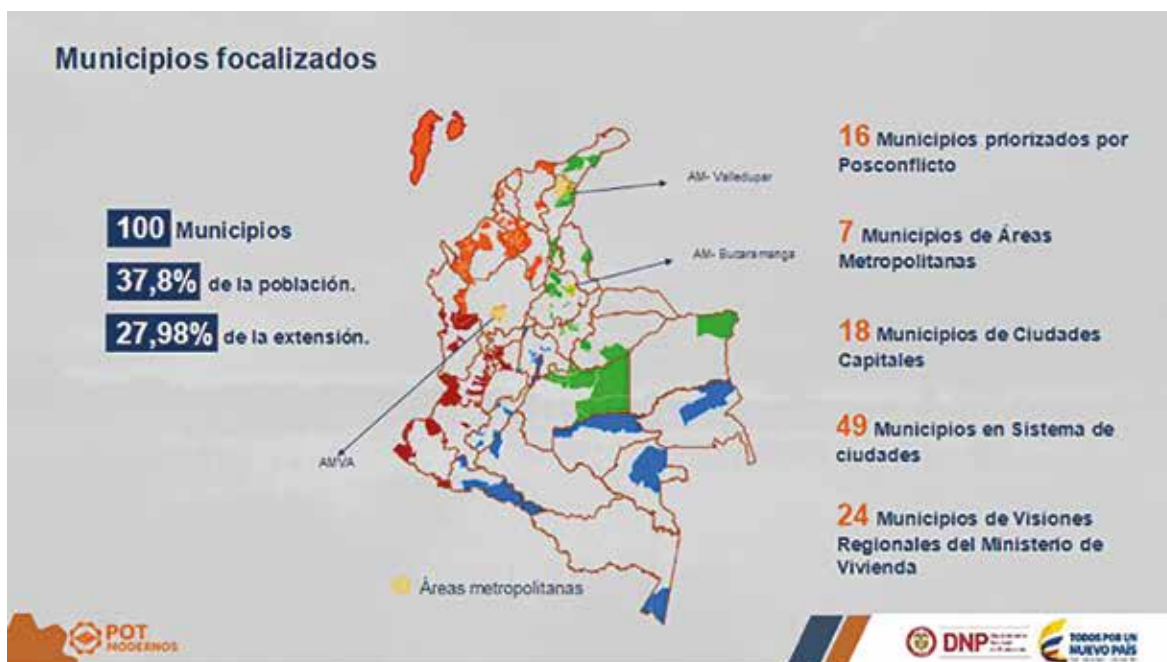 Municipios focalizados
100 Municipios
37,8% de la población.
27,98% de la extensión.
AM- Valledupar
AM- Bucaramanga
AMVA
Áreas metropolitanas
16 Municipios priorizados por
Posconflicto
7 Municipios de Áreas
Metropolitanas
18 Municipios de Ciudades
Capitales
49 Municipios en Sistema de
ciudades
24 Municipios de Visiones
Regionales del Ministerio de
Vivienda
POT
MODERNOS
DNP
TODOS POR UN
NUEVO PAÍS